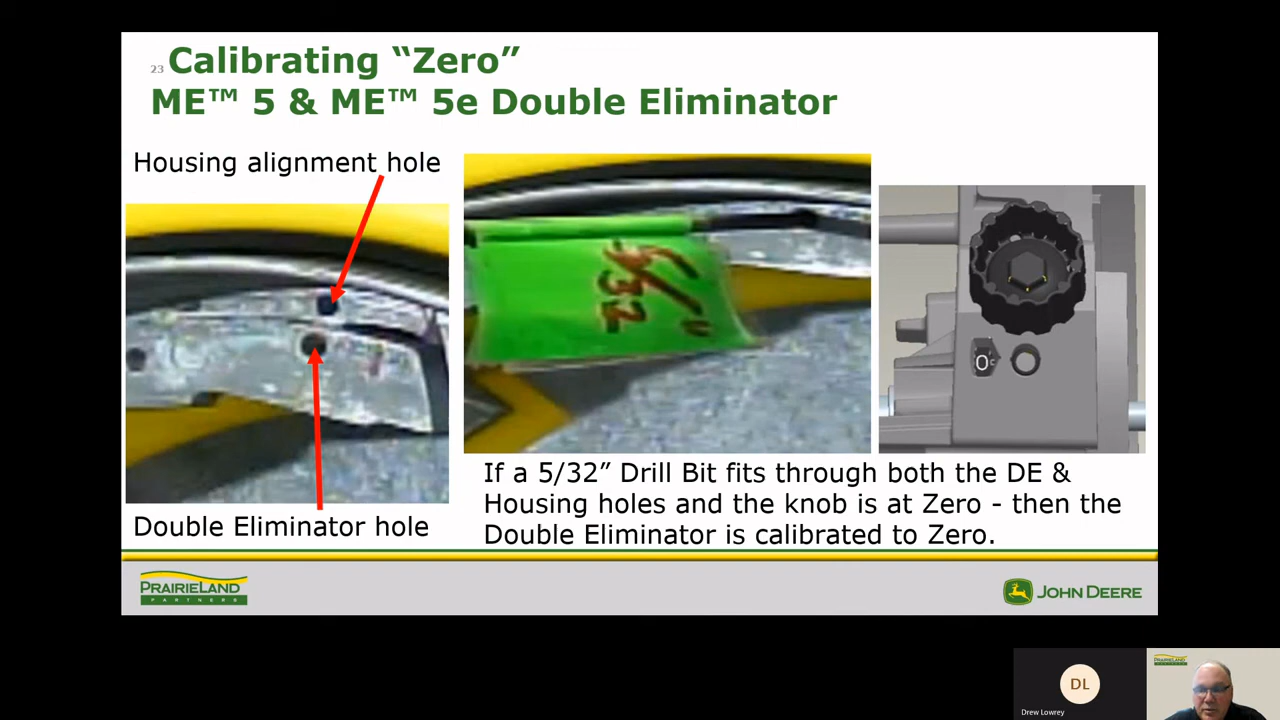 23
Calibrating “Zero”
ME™ 5 & ME™ 5e Double Eliminator
Housing alignment hole
Double Eliminator hole
5/32"
0
If a 5/32” Drill Bit fits through both the DE &
Housing holes and the knob is at Zero - then the
Double Eliminator is calibrated to Zero.
PRAIRIELAND
PARTNERS
JOHN DEERE
DL
Drew Lowrey
PRAIRIELAND